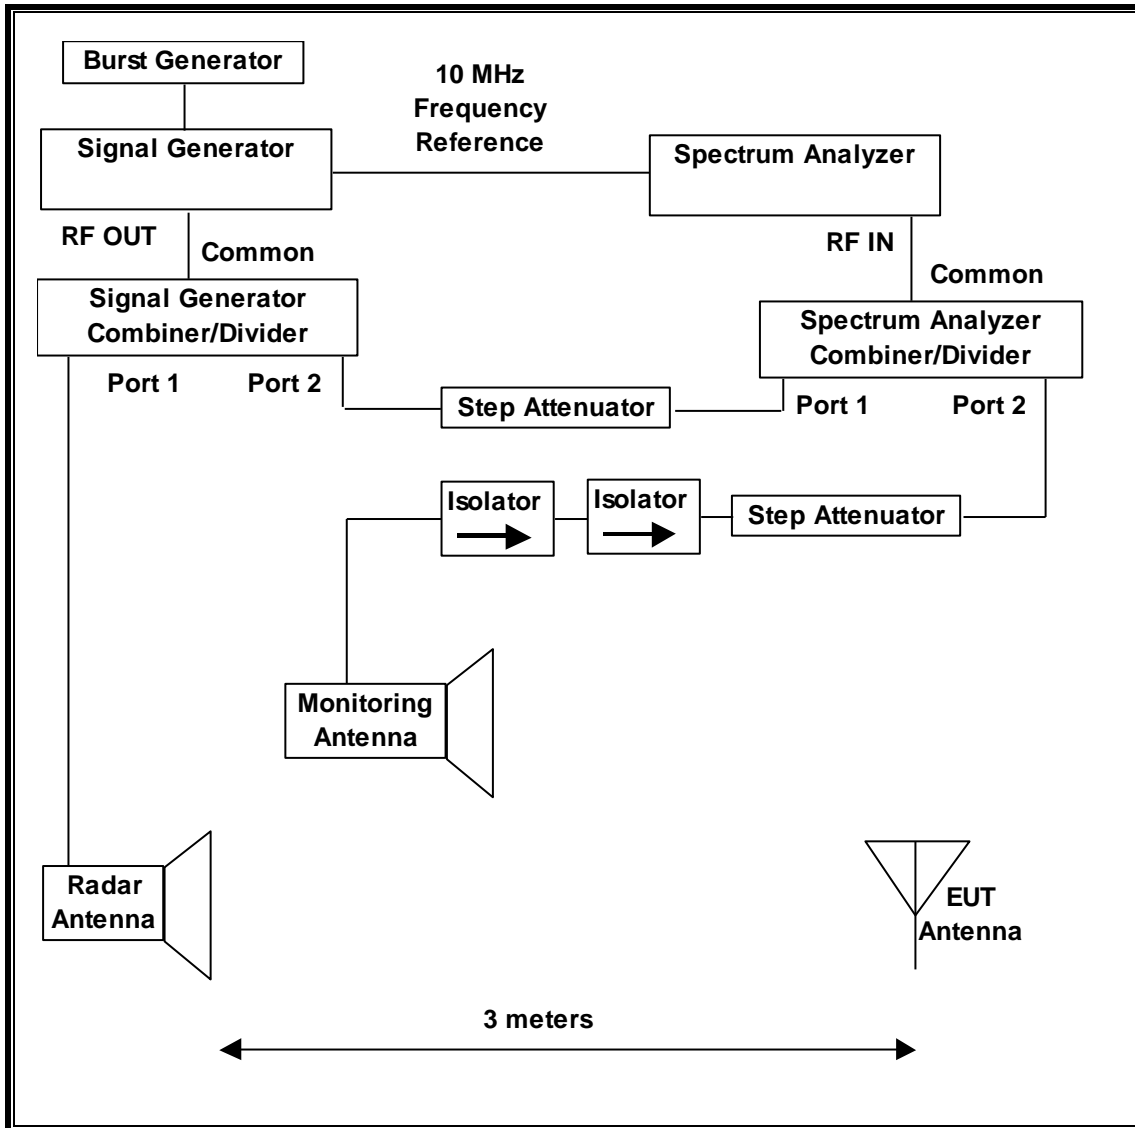 Burst Generator
10 MHz
Frequency
Reference
Signal Generator
Spectrum Analyzer
RF OUT
Common
RF IN
Common
Signal Generator
Combiner/Divider
Spectrum Analyzer
Combiner/Divider
Port 1
Port 2
Step Attenuator
Port 1
Port 2
Isolator
Isolator
Step Attenuator
Monitoring
Antenna
Radar
Antenna
EUT
Antenna
3 meters